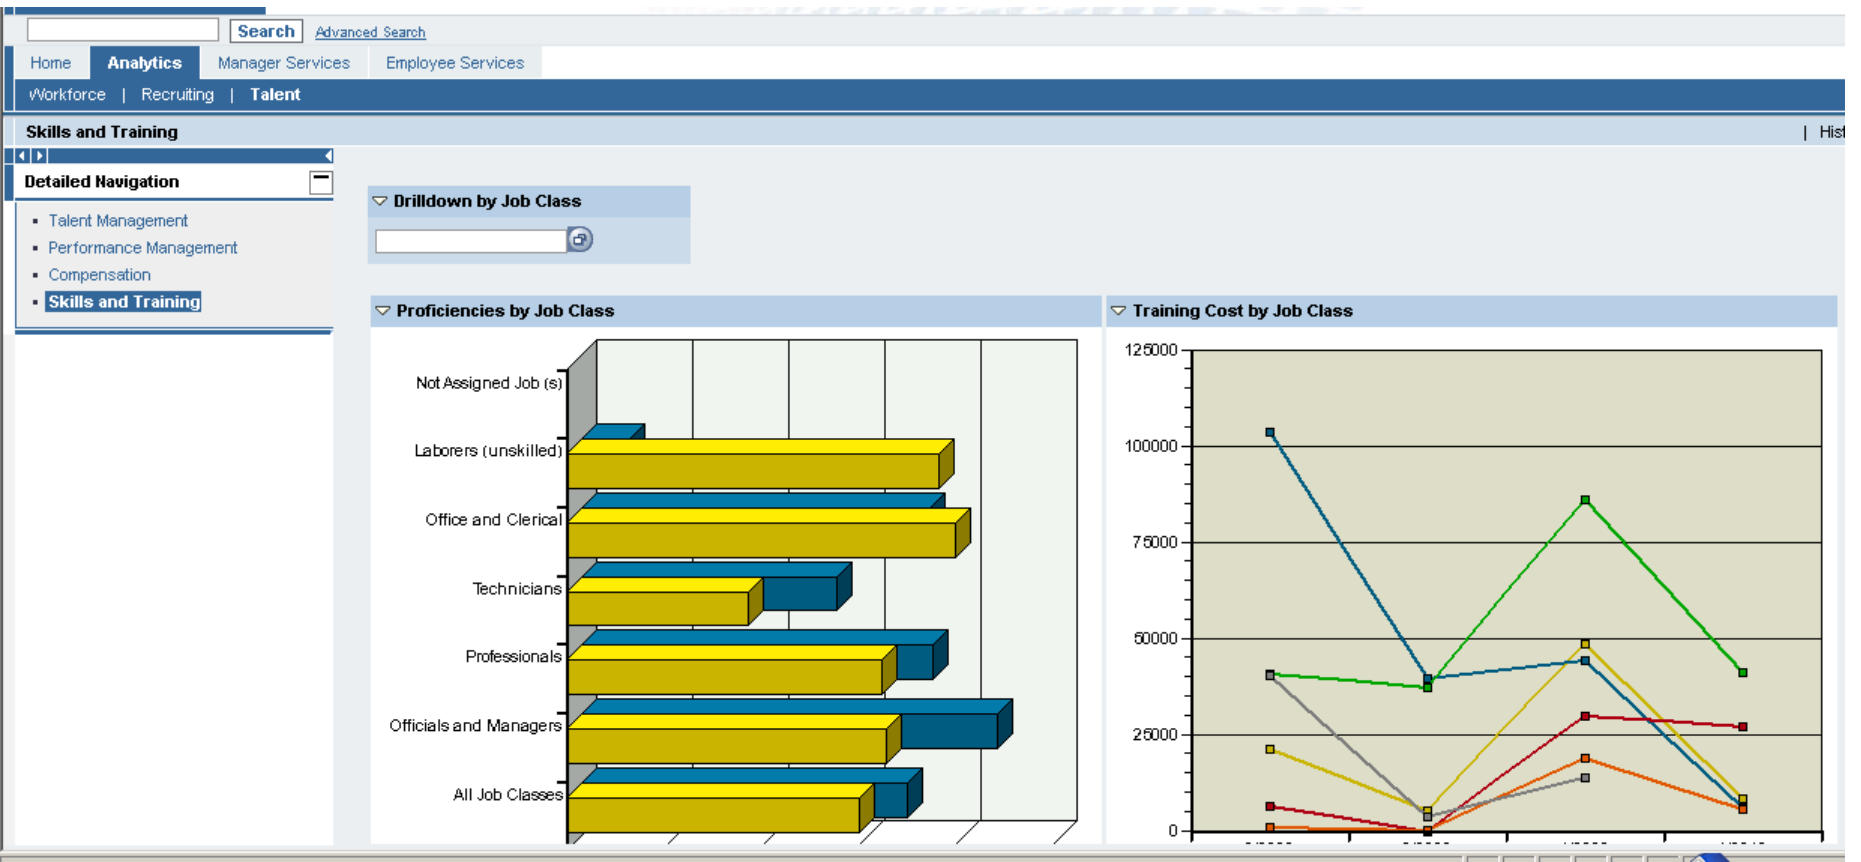 Search Advanced Search
Home Analytics Manager Services Employee Services
Workforce | Recruiting | Talent
Skills and Training
| Hist
Detailed Navigation
Talent Management
Performance Management
Compensation
Skills and Training
Drilldown by Job Class
Proficiencies by Job Class
Not Assigned Job (s)
Laborers (unskilled)
Office and Clerical
Technicians
Professionals
Officials and Managers
All Job Classes
Training Cost by Job Class
125000
100000
75000
50000
25000
0